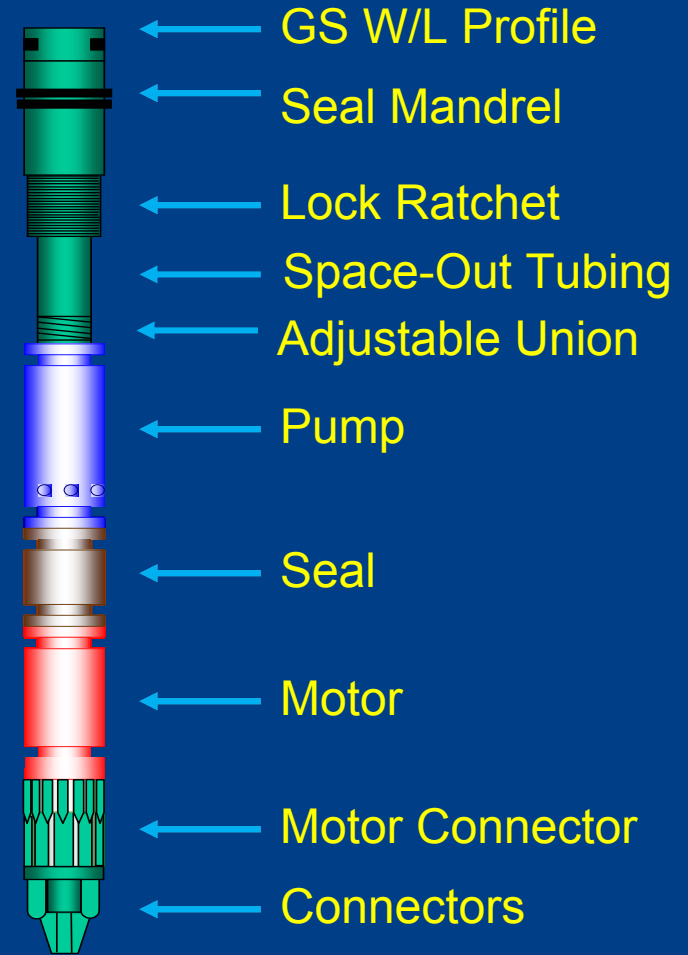 GS W/L Profile
Seal Mandrel
Lock Ratchet
Space-Out Tubing
Adjustable Union
Pump
Seal
Motor
Motor Connector
Connectors